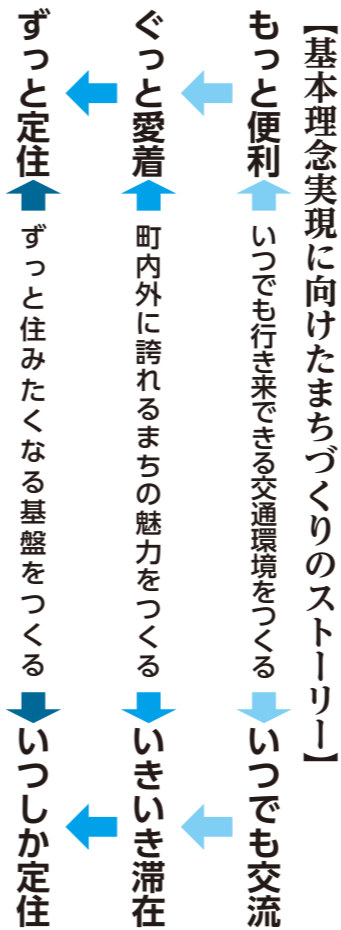 【基本理念実現に向けたまちづくりのストーリー】
もっと便利
いつでも行き来できる交通環境をつくる
いつでも交流
ぐっと愛着
町内外に誇れるまちの魅力をつくる
いきいき滞在
ずっと定住
ずっと住みたくなる基盤をつくる
いつしか定住